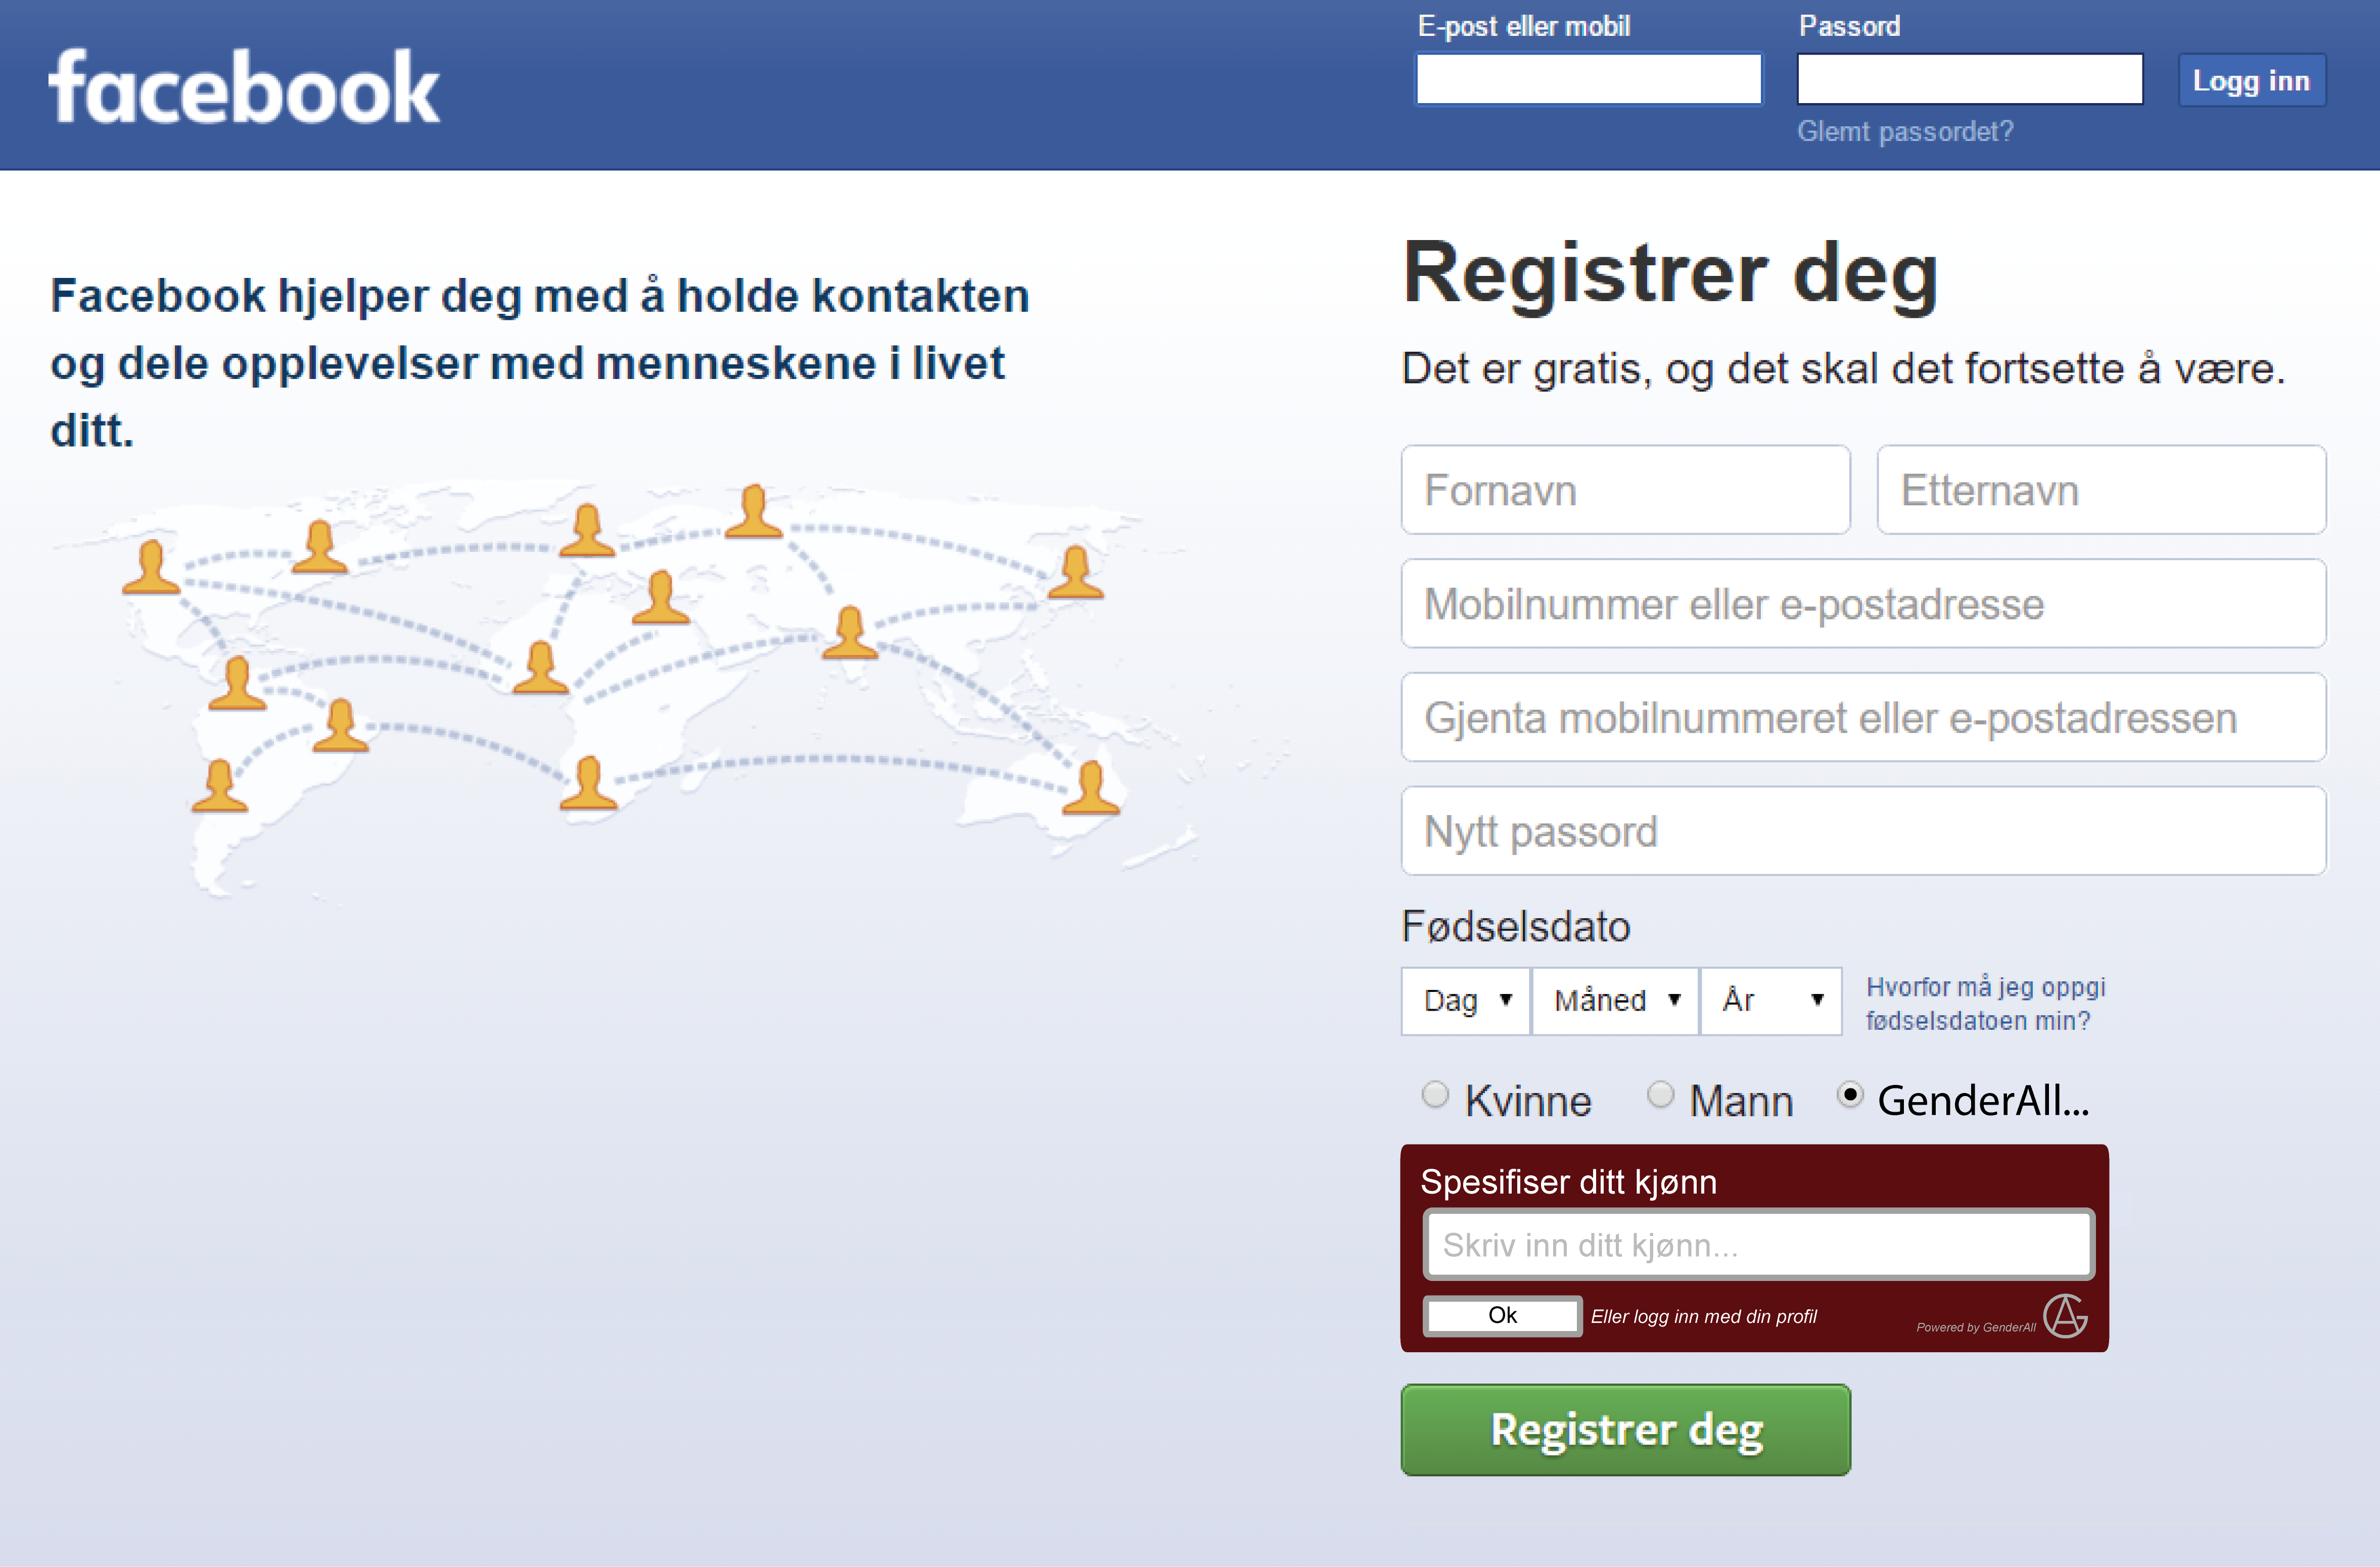 facebook
E-post eller mobil
Passord
Logg inn
Glemt passordet?
Facebook hjelper deg med å holde kontakten
og dele opplevelser med menneskene i livet
ditt.
Registrer deg
Det er gratis, og det skal det fortsette å være.
Fornavn
Etternavn
Mobilnummer eller e-postadresse
Gjenta mobilnummeret eller e-postadressen
Nytt passord
Fødselsdato
Dag
Måned
År
Hvorfor må jeg oppgi
fødselsdatoen min?
Kvinne
Mann
GenderAll...
Spesifiser ditt kjønn
Skriv inn ditt kjønn...
Ok
Eller logg inn med din profil
Powered by GenderAll